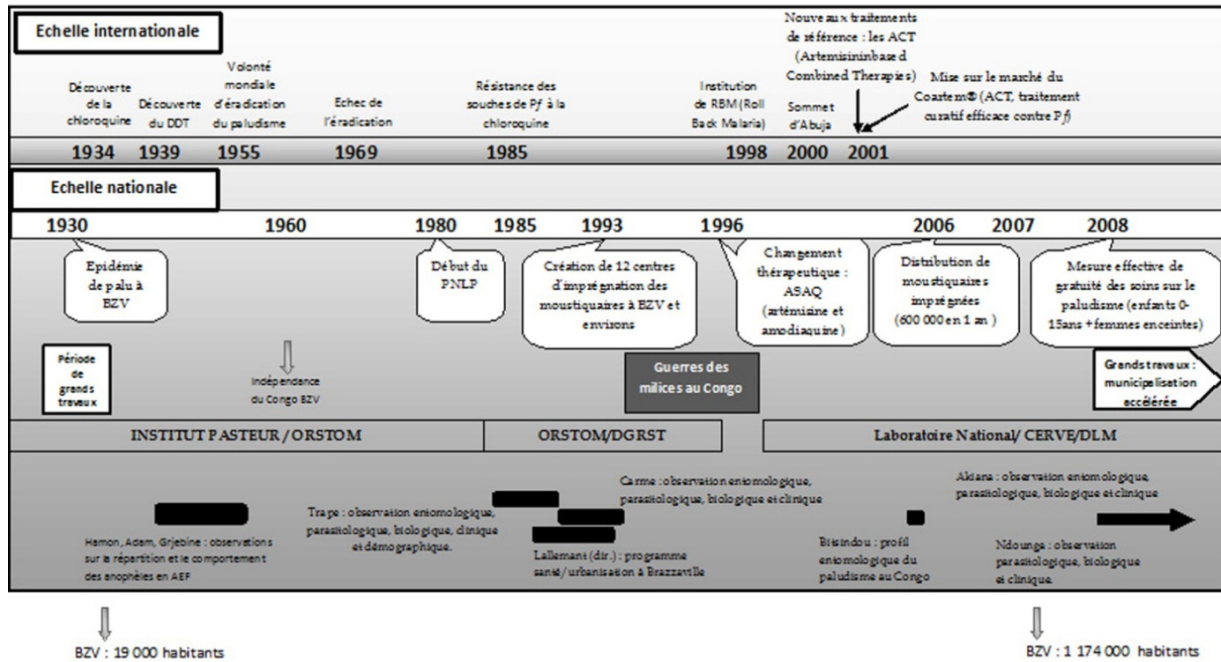 Echelle internationale
Découverte
de la
chloroquine
Découverte
du DDT
Volonté
mondiale
d'éradication
du paludisme
Echec de
l'éradication
Résistance des
souches de Pf à la
chloroquine
Institution
de RBM (Roll
Back Malaria)
Sommet
d'Abuja
Nouveaux traitements
de référence : les ACT
(Artemisininbased
Combined Therapies)
Mise sur le marché du
Coartem® (ACT, traitement
curatif efficace contre Pf)
1934
1939
1955
1969
1985
1998
2000
2001
Echelle nationale
1930
1960
1980
1985
1993
1996
2006
2007
2008
Epidémie
de palu à
BZV
Début du
PNLP
Création de 12 centres
d'imprégnation des
moustiquaires à BZV et
environs
Changement
thérapeutique :
ASAQ
(artémisine et
amodiaquine)
Distribution de
moustiquaires
imprégnées
(600 000 en 1 an )
Mesure effective de
gratuité des soins sur le
paludisme (enfants 0-
15ans + femmes enceintes)
Période
de
grands
travaux
Indépendance
du Congo BZV
Guerres des
milices au Congo
Grands travaux :
municipalisation
accélérée
INSTITUT PASTEUR / ORSTOM
ORSTOM/DGRST
Laboratoire National/ CERVE/DLM
Hamon, Adam, Grjebine : observations
sur la répartition et le comportement
des anophèles en AEF
Trape : observation entomologique,
parasitologique, biologique, clinique
et démographique.
Carme : observation entomologique,
parasitologique, biologique et clinique
Lallemant (dir.) : programme
santé/urbanisation à Brazzaville
Bitsindou : profil
entomologique du
paludisme au Congo
Akiana : observation entomologique,
parasitologique, biologique et clinique
Ndounga : observation
parasitologique, biologique
et clinique.
BZV : 19 000 habitants
BZV : 1 174 000 habitants